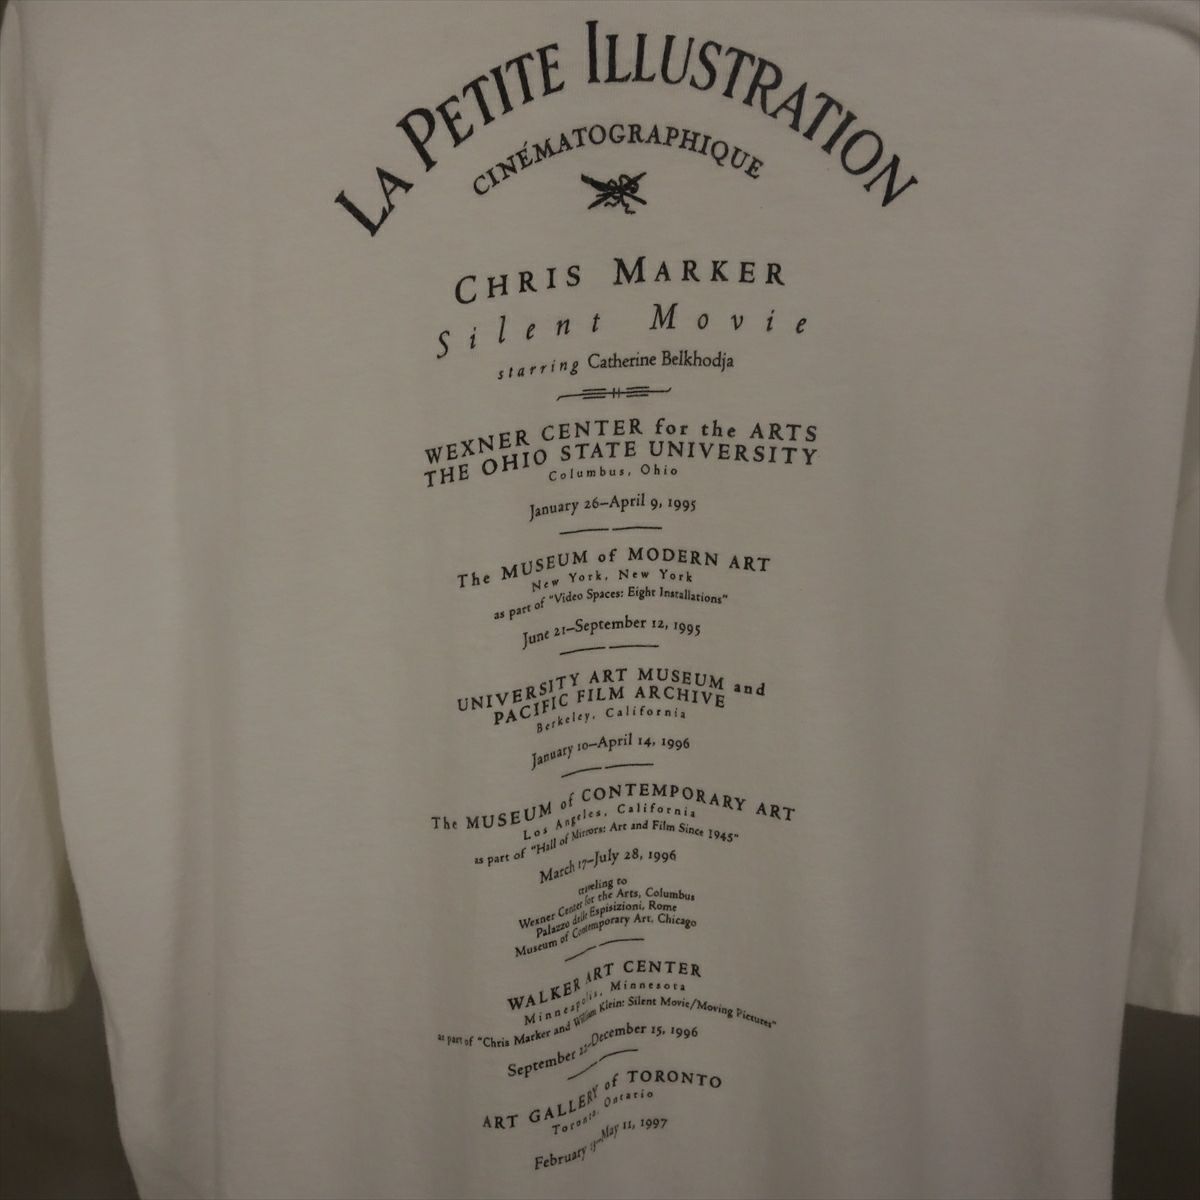 LA PETITE ILLUSTRATION
CINÉMATOGRAPHIQUE
CHRIS MARKER
Silent Movie
starring Catherine Belkhodja
WEXNER CENTER for the ARTS
THE OHIO STATE UNIVERSITY
Columbus, Ohio
January 26–April 9, 1995
The MUSEUM of MODERN ART
New York, New York
as part of "Video Spaces: Eight Installations"
June 21–September 12, 1995
UNIVERSITY ART MUSEUM and
PACIFIC FILM ARCHIVE
Berkeley, California
January 10–April 14, 1996
The MUSEUM of CONTEMPORARY ART
Los Angeles, California
as part of "Hall of Mirrors: Art and Film Since 1945"
March 17–July 28, 1996
traveling to
Wexner Center for the Arts, Columbus
Palazzo delle Espisizioni, Rome
Museum of Contemporary Art, Chicago
WALKER ART CENTER
Minneapolis, Minnesota
as part of "Chris Marker and William Klein: Silent Movie/Moving Pictures"
September 22–December 15, 1996
ART GALLERY of TORONTO
Toronto, Ontario
February May 11, 1997